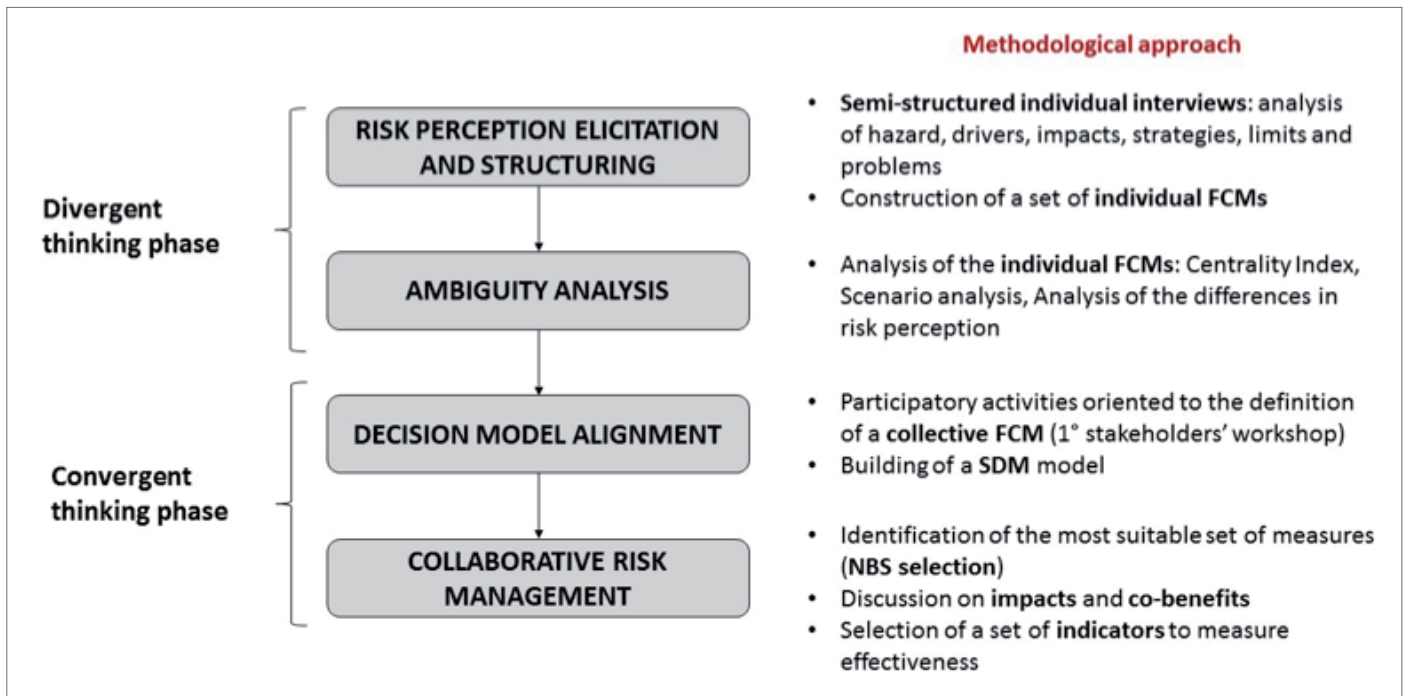 Methodological approach
Divergent
thinking phase
RISK PERCEPTION ELICITATION
AND STRUCTURING
• Semi-structured individual interviews: analysis
of hazard, drivers, impacts, strategies, limits and
problems
• Construction of a set of individual FCMs
AMBIGUITY ANALYSIS
• Analysis of the individual FCMs: Centrality Index,
Scenario analysis, Analysis of the differences in
risk perception
Convergent
thinking phase
DECISION MODEL ALIGNMENT
• Participatory activities oriented to the definition
of a collective FCM (1° stakeholders’ workshop)
• Building of a SDM model
COLLABORATIVE RISK
MANAGEMENT
• Identification of the most suitable set of measures
(NBS selection)
• Discussion on impacts and co-benefits
• Selection of a set of indicators to measure
effectiveness